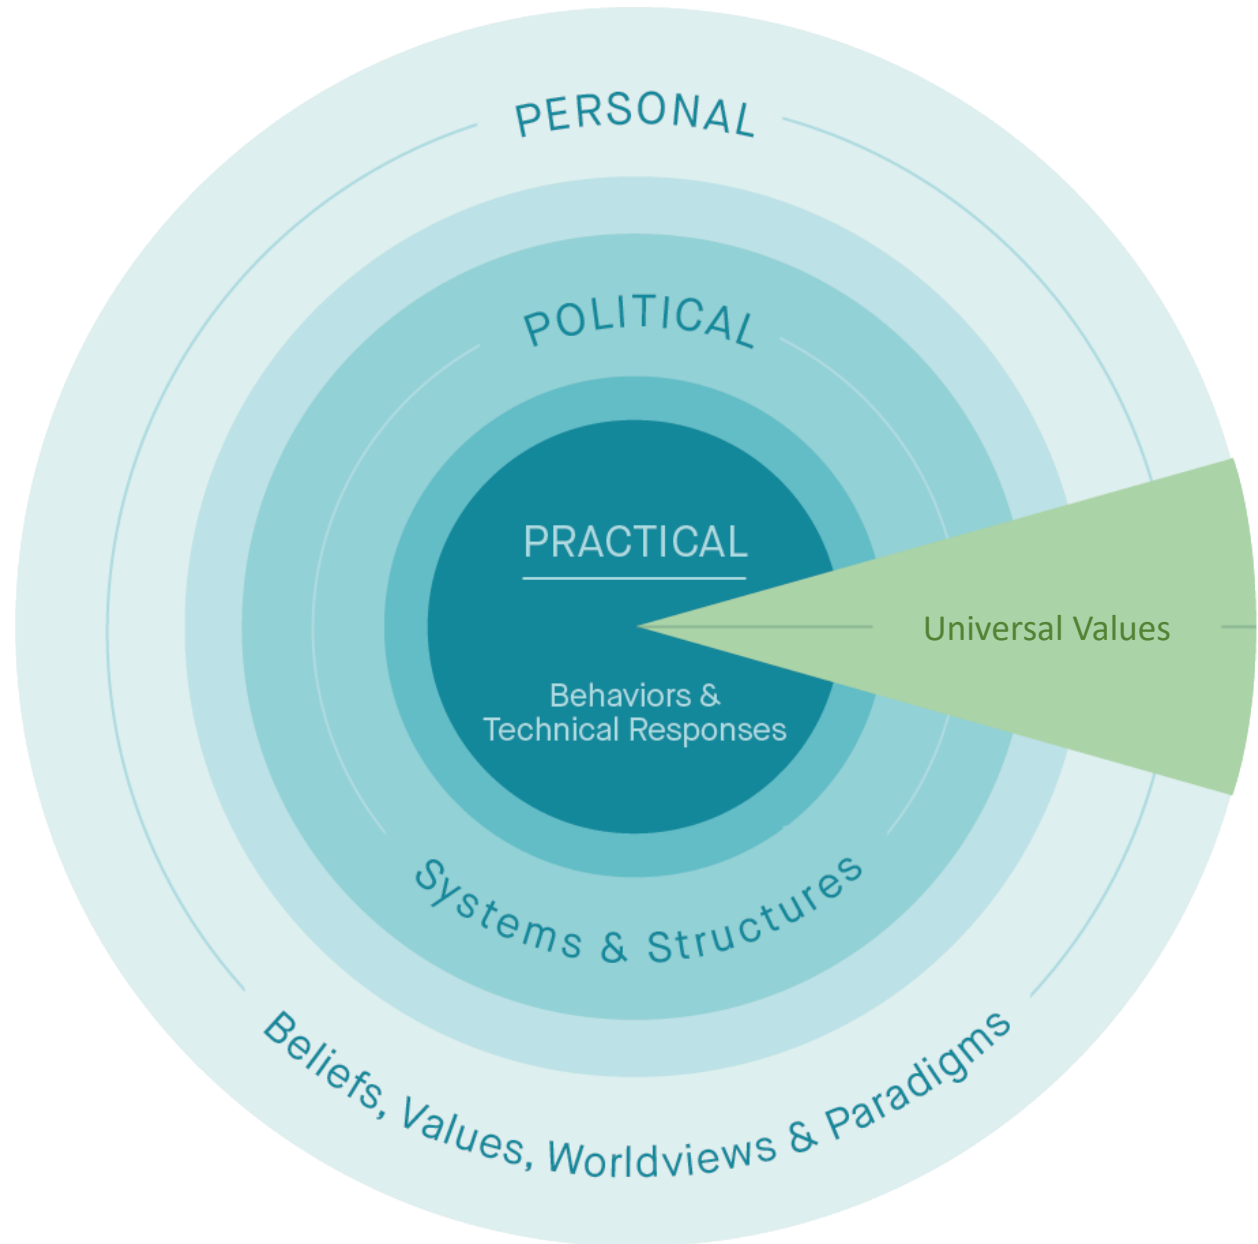 PERSONAL
POLITICAL
PRACTICAL
Universal Values
Behaviors &
Technical Responses
Systems & Structures
Beliefs, Values, Worldviews & Paradigms